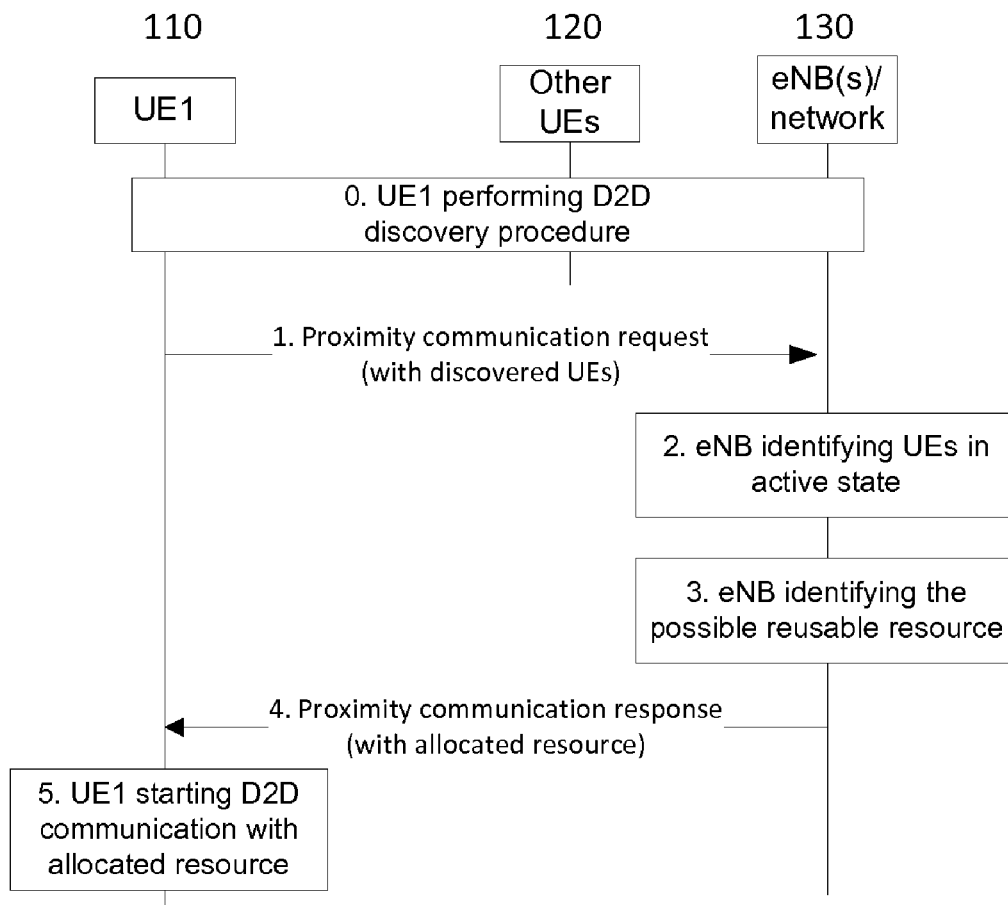 110
120
130
UE1
Other
UEs
eNB(s)/
network
0. UE1 performing D2D
discovery procedure
1. Proximity communication request
(with discovered UEs)
2. eNB identifying UEs in
active state
3. eNB identifying the
possible reusable resource
4. Proximity communication response
(with allocated resource)
5. UE1 starting D2D
communication with
allocated resource